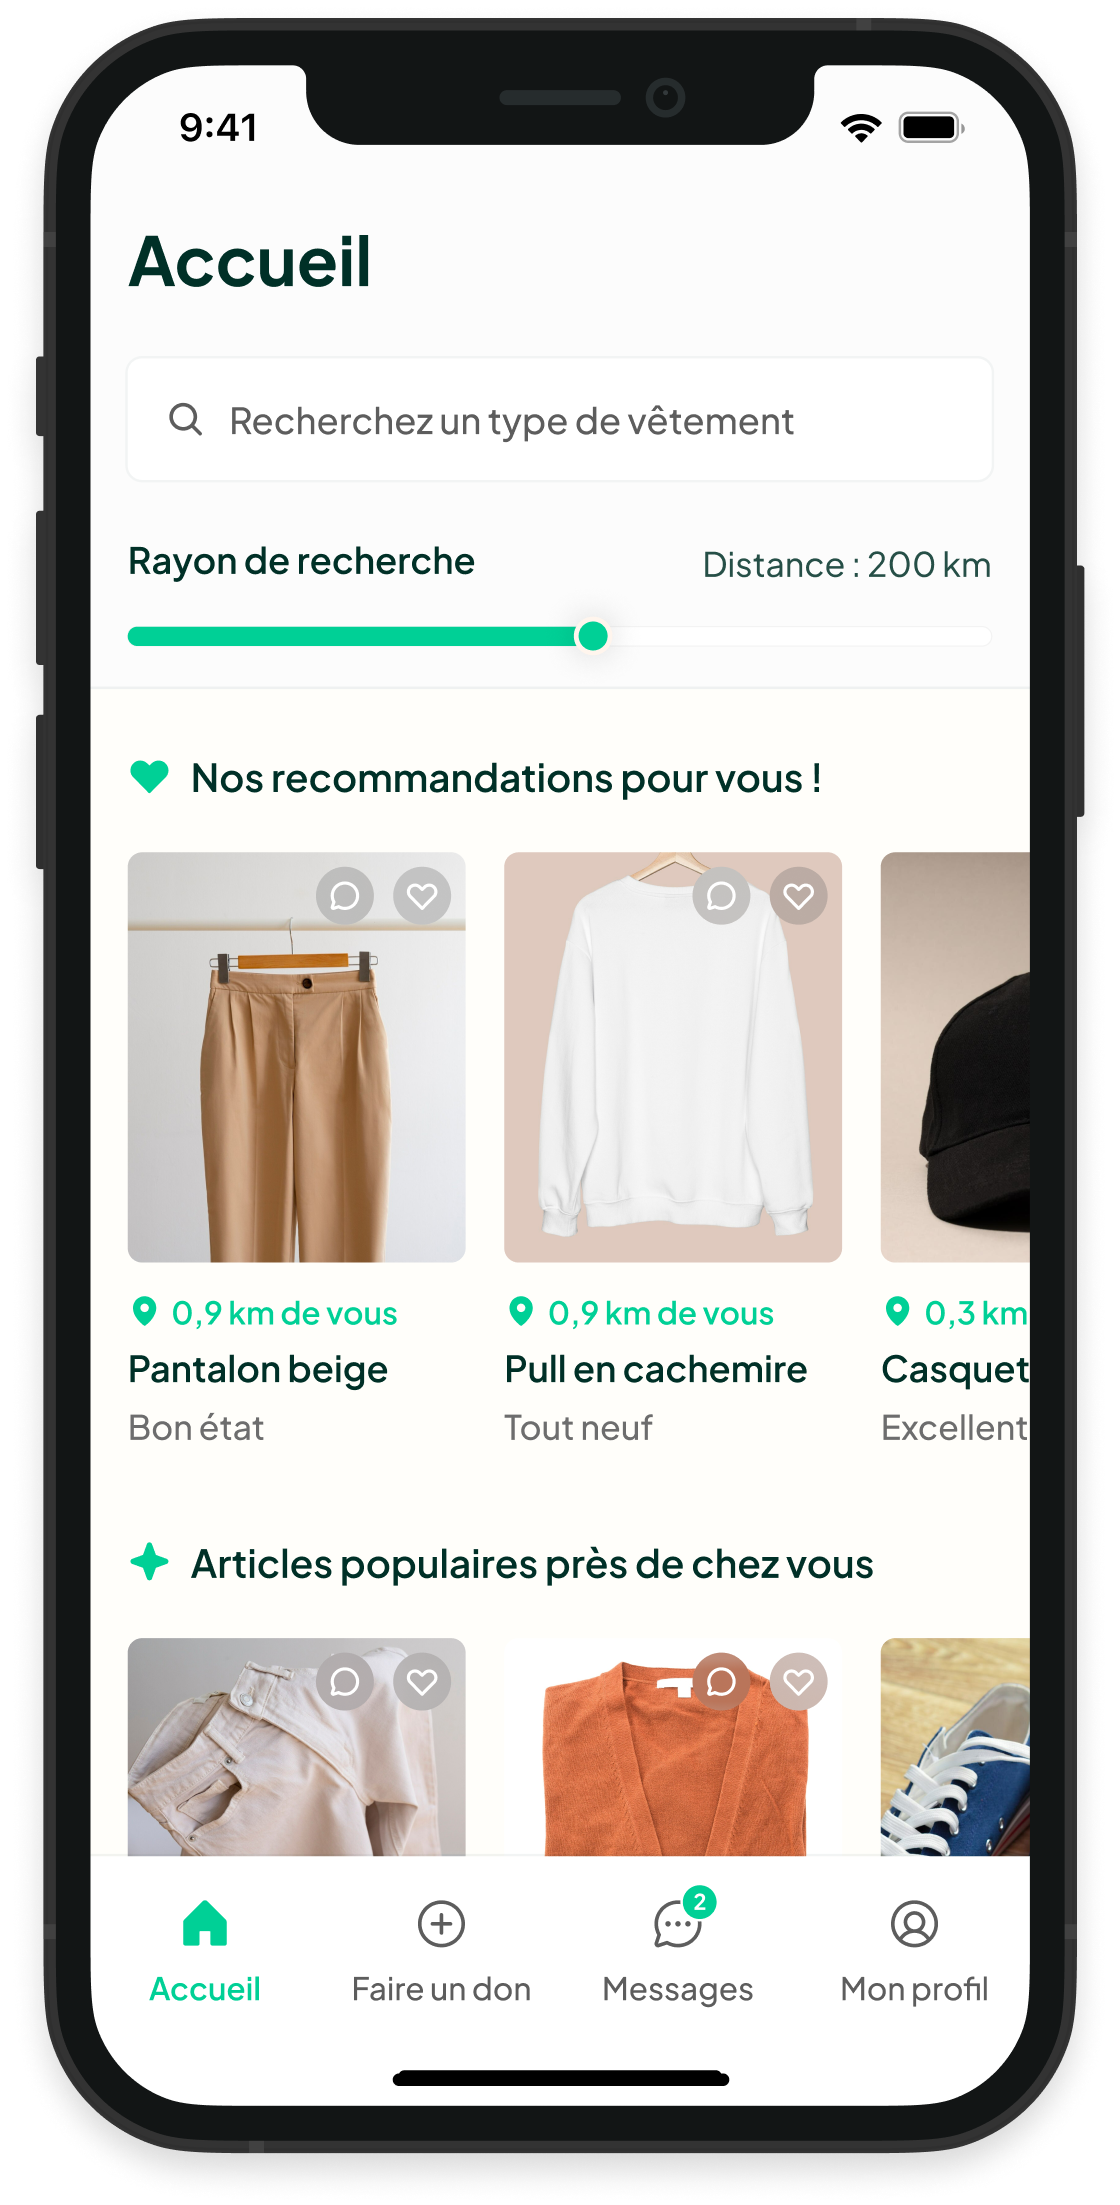 9:41
Accueil
Recherchez un type de vêtement
Rayon de recherche
Distance : 200 km
Nos recommandations pour vous !
0,9 km de vous
0,9 km de vous
0,3 km
Pantalon beige
Pull en cachemire
Casquet
Bon état
Tout neuf
Excellent
Articles populaires près de chez vous
2
Accueil
Faire un don
Messages
Mon profil